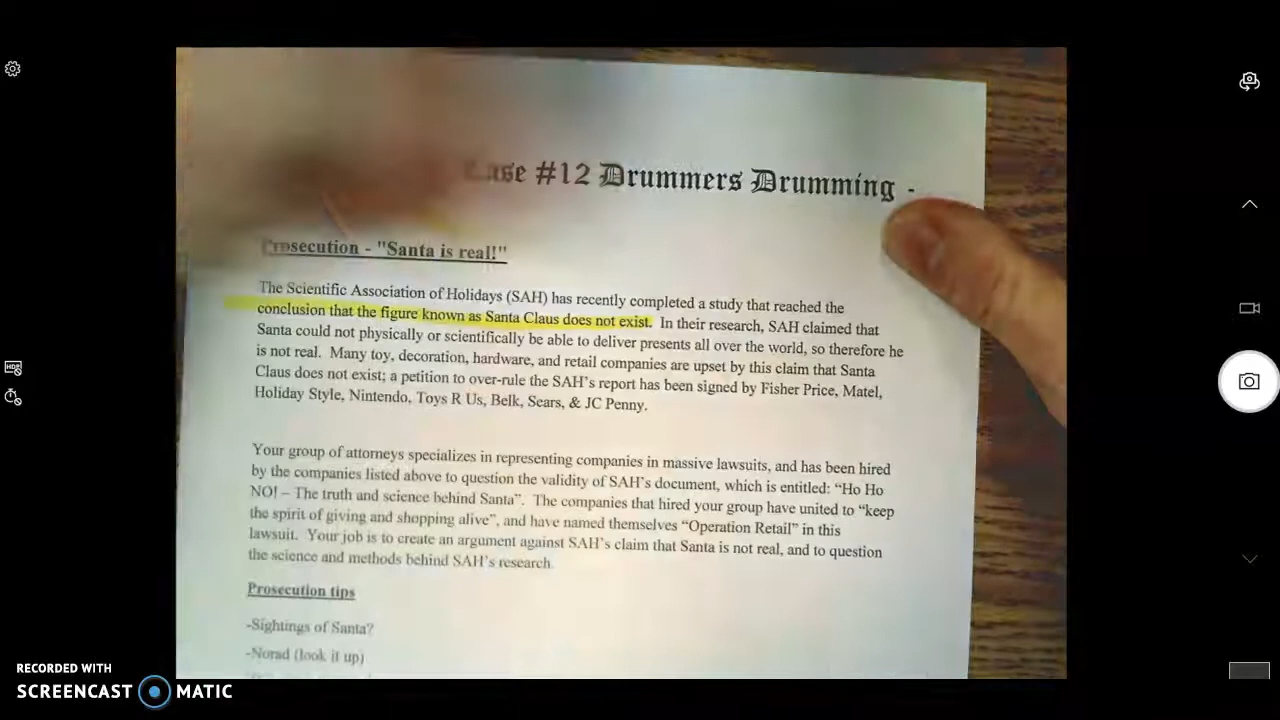 Case #12 Drummers Drumming -
Prosecution - "Santa is real!"
The Scientific Association of Holidays (SAH) has recently completed a study that reached the
conclusion that the figure known as Santa Claus does not exist. In their research, SAH claimed that
Santa could not physically or scientifically be able to deliver presents all over the world, so therefore he
is not real. Many toy, decoration, hardware, and retail companies are upset by this claim that Santa
Claus does not exist; a petition to over-rule the SAH's report has been signed by Fisher Price, Matel,
Holiday Style, Nintendo, Toys R Us, Belk, Sears, & JC Penny.
Your group of attorneys specializes in representing companies in massive lawsuits, and has been hired
by the companies listed above to question the validity of SAH's document, which is entitled: “Ho Ho
NO! – The truth and science behind Santa”. The companies that hired your group have united to “keep
the spirit of giving and shopping alive”, and have named themselves “Operation Retail” in this
lawsuit. Your job is to create an argument against SAH's claim that Santa is not real, and to question
the science and methods behind SAH's research.
Prosecution tips
-Sightings of Santa?
-Norad (look it up)
HDR
RECORDED WITH
SCREENCAST MATIC